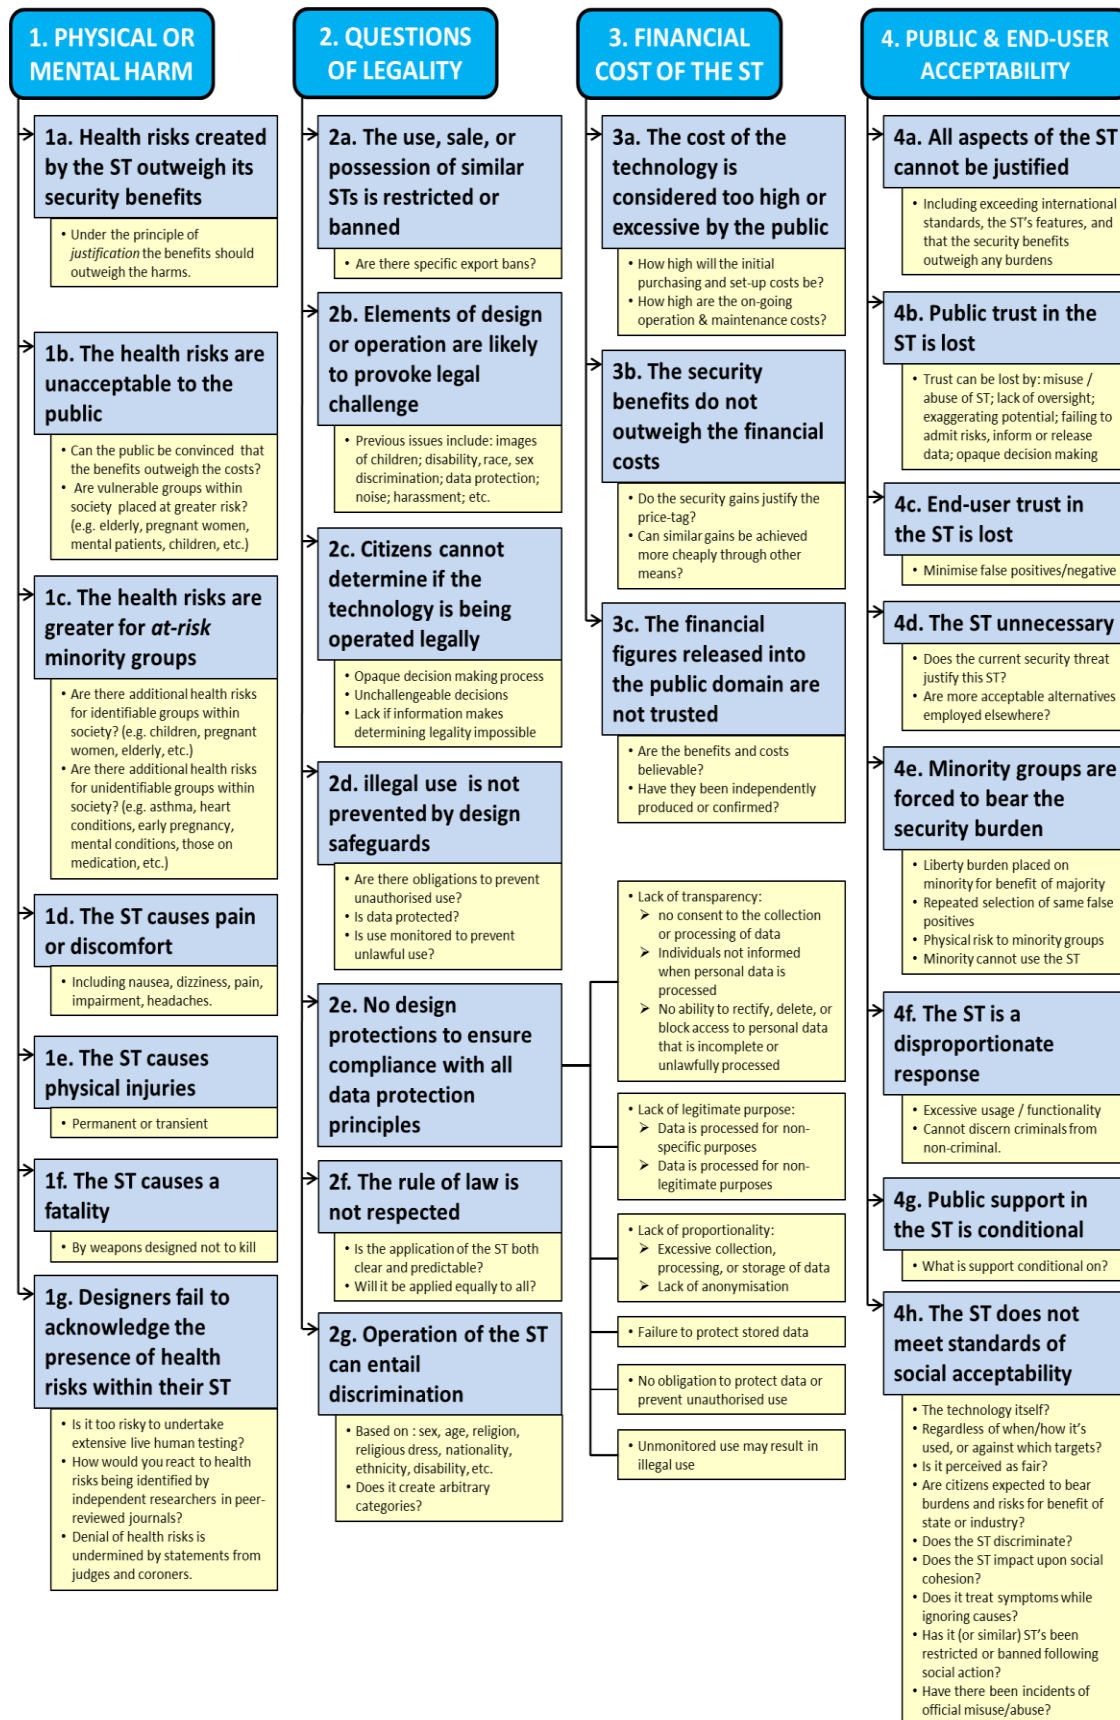 1. PHYSICAL OR
MENTAL HARM
1a. Health risks created
by the ST outweigh its
security benefits
• Under the principle of
justification the benefits should
outweigh the harms.
1b. The health risks are
unacceptable to the
public
• Can the public be convinced that
the benefits outweigh the costs?
• Are vulnerable groups within
society placed at greater risk?
(e.g. elderly, pregnant women,
mental patients, children, etc.)
1c. The health risks are
greater for at-risk
minority groups
• Are there additional health risks
for identifiable groups within
society? (e.g. children, pregnant
women, elderly, etc.)
• Are there additional health risks
for unidentifiable groups within
society? (e.g. asthma, heart
conditions, early pregnancy,
mental conditions, those on
medication, etc.)
1d. The ST causes pain
or discomfort
• Including nausea, dizziness, pain,
impairment, headaches.
1e. The ST causes
physical injuries
• Permanent or transient
1f. The ST causes a
fatality
• By weapons designed not to kill
1g. Designers fail to
acknowledge the
presence of health
risks within their ST
• Is it too risky to undertake
extensive live human testing?
• How would you react to health
risks being identified by
independent researchers in peer-
reviewed journals?
• Denial of health risks is
undermined by statements from
judges and coroners.
2. QUESTIONS
OF LEGALITY
2a. The use, sale, or
possession of similar
STs is restricted or
banned
• Are there specific export bans?
2b. Elements of design
or operation are likely
to provoke legal
challenge
• Previous issues include: images
of children; disability, race, sex
discrimination; data protection;
noise; harassment; etc.
2c. Citizens cannot
determine if the
technology is being
operated legally
• Opaque decision making process
• Unchallengeable decisions
• Lack if information makes
determining legality impossible
2d. illegal use is not
prevented by design
safeguards
• Are there obligations to prevent
unauthorised use?
• Is data protected?
• Is use monitored to prevent
unlawful use?
2e. No design
protections to ensure
compliance with all
data protection
principles
2f. The rule of law is
not respected
• Is the application of the ST both
clear and predictable?
• Will it be applied equally to all?
2g. Operation of the ST
can entail
discrimination
• Based on : sex, age, religion,
religious dress, nationality,
ethnicity, disability, etc.
• Does it create arbitrary
categories?
3. FINANCIAL
COST OF THE ST
3a. The cost of the
technology is
considered too high or
excessive by the public
• How high will the initial
purchasing and set-up costs be?
• How high are the on-going
operation & maintenance costs?
3b. The security
benefits do not
outweigh the financial
costs
• Do the security gains justify the
price-tag?
• Can similar gains be achieved
more cheaply through other
means?
3c. The financial
figures released into
the public domain are
not trusted
• Are the benefits and costs
believable?
• Have they been independently
produced or confirmed?
• Lack of transparency:
➢ no consent to the collection
or processing of data
➢ Individuals not informed
when personal data is
processed
➢ No ability to rectify, delete, or
block access to personal data
that is incomplete or
unlawfully processed
• Lack of legitimate purpose:
➢ Data is processed for non-
specific purposes
➢ Data is processed for non-
legitimate purposes
• Lack of proportionality:
➢ Excessive collection,
processing, or storage of data
➢ Lack of anonymisation
• Failure to protect stored data
• No obligation to protect data or
prevent unauthorised use
• Unmonitored use may result in
illegal use
4. PUBLIC & END-USER
ACCEPTABILITY
4a. All aspects of the ST
cannot be justified
• Including exceeding international
standards, the ST's features, and
that the security benefits
outweigh any burdens
4b. Public trust in the
ST is lost
• Trust can be lost by: misuse /
abuse of ST; lack of oversight;
exaggerating potential; failing to
admit risks, inform or release
data; opaque decision making
4c. End-user trust in
the ST is lost
• Minimise false positives/negative
4d. The ST unnecessary
• Does the current security threat
justify this ST?
• Are more acceptable alternatives
employed elsewhere?
4e. Minority groups are
forced to bear the
security burden
• Liberty burden placed on
minority for benefit of majority
• Repeated selection of same false
positives
• Physical risk to minority groups
• Minority cannot use the ST
4f. The ST is a
disproportionate
response
• Excessive usage / functionality
• Cannot discern criminals from
non-criminal.
4g. Public support in
the ST is conditional
• What is support conditional on?
4h. The ST does not
meet standards of
social acceptability
• The technology itself?
• Regardless of when/how it's
used, or against which targets?
• Is it perceived as fair?
• Are citizens expected to bear
burdens and risks for benefit of
state or industry?
• Does the ST discriminate?
• Does the ST impact upon social
cohesion?
• Does it treat symptoms while
ignoring causes?
• Has it (or similar) ST's been
restricted or banned following
social action?
• Have there been incidents of
official misuse/abuse?